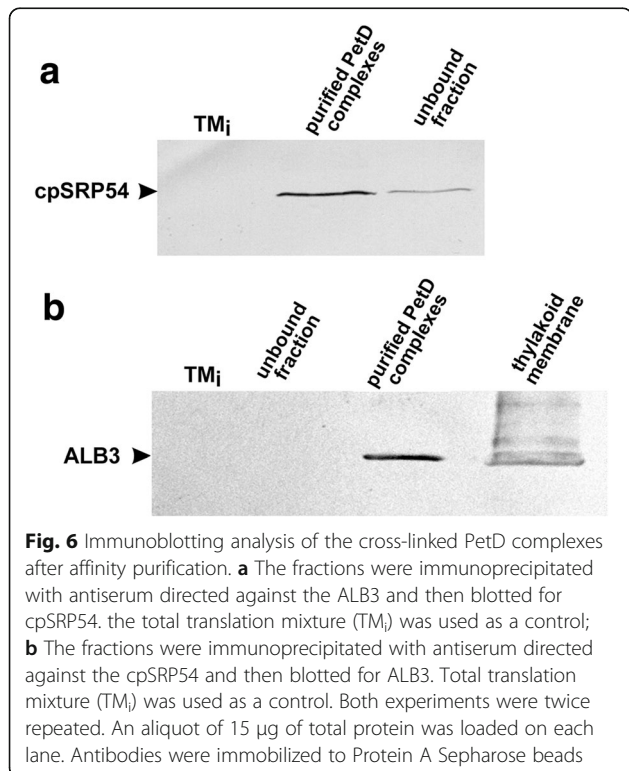 a
TMi
purified PetD complexes
unbound fraction
cpSRP54
b
TMi
unbound fraction
purified PetD complexes
thylakoid membrane
ALB3
Fig. 6 Immunoblotting analysis of the cross-linked PetD complexes
after affinity purification. a The fractions were immunoprecipitated
with antiserum directed against the ALB3 and then blotted for
cpSRP54. the total translation mixture (TMi) was used as a control;
b The fractions were immunoprecipitated with antiserum directed
against the cpSRP54 and then blotted for ALB3. Total translation
mixture (TMi) was used as a control. Both experiments were twice
repeated. An aliquot of 15 μg of total protein was loaded on each
lane. Antibodies were immobilized to Protein A Sepharose beads